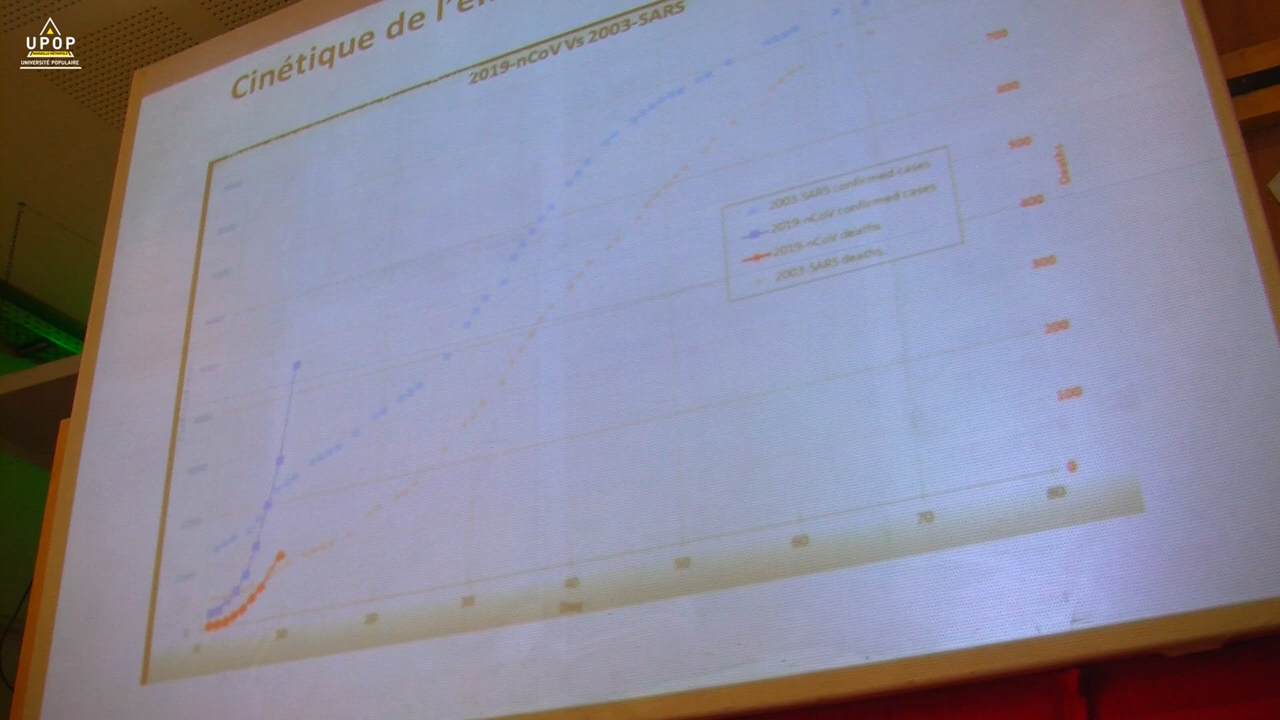 UPOP
UNIVERSITÉ POPULAIRE
Cinétique de l'é
2019-nCoV Vs 2003-SARS
700
600
500
400
300
200
100
0
Deaths
2003-SARS confirmed cases
2019-nCoV confirmed cases
2019-nCoV deaths
2003-SARS deaths
0
10
20
30
40
50
60
70
80
Day